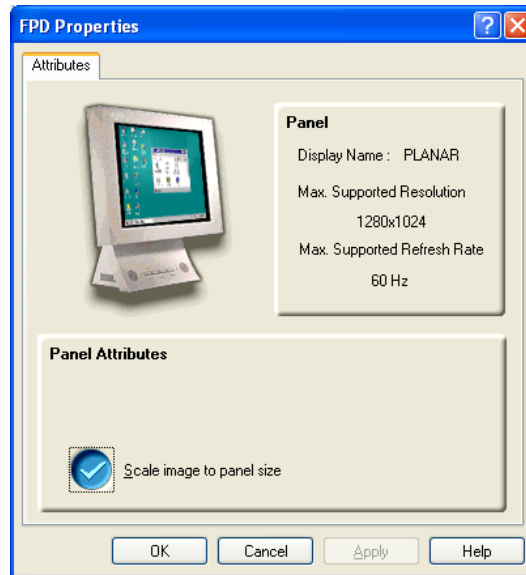 FPD Properties
Attributes
Panel
Display Name : PLANAR
Max. Supported Resolution
1280x1024
Max. Supported Refresh Rate
60 Hz
Panel Attributes
Scale image to panel size
OK
Cancel
Apply
Help